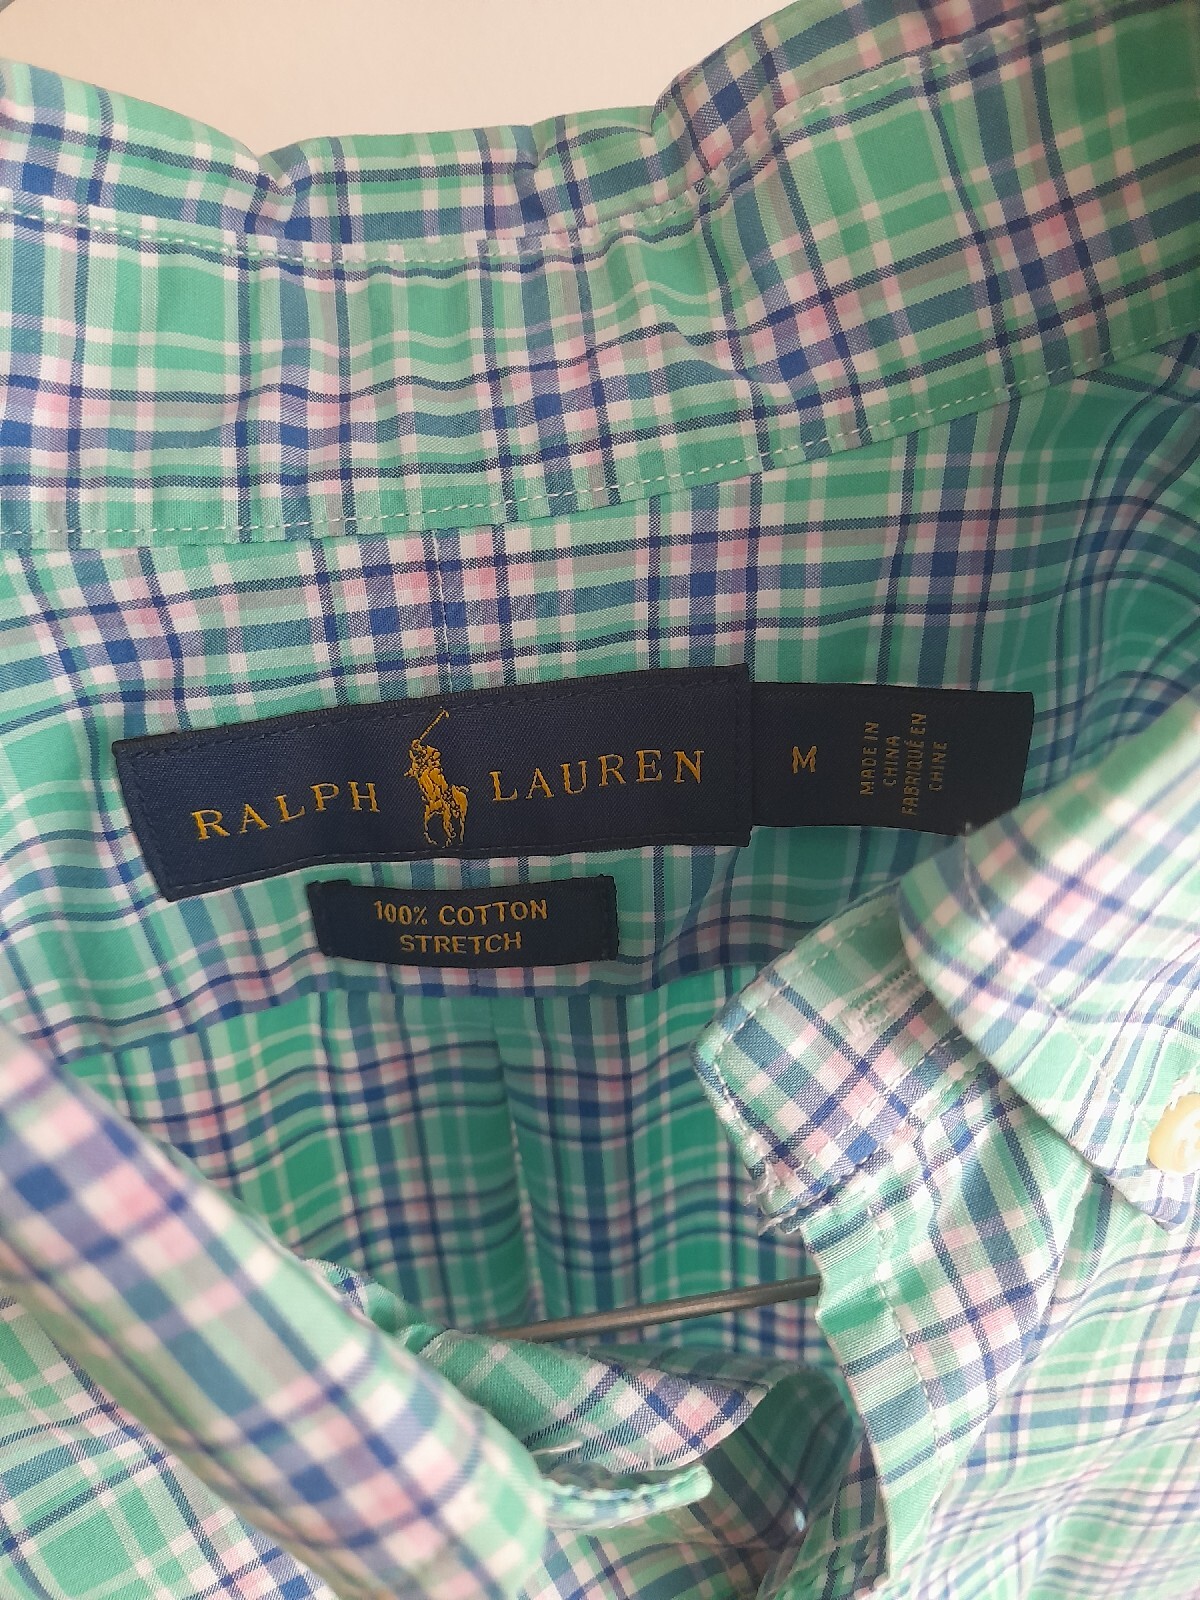 RALPH LAUREN
M
MADE IN
CHINA
FABRIQUÉ EN
CHINE
100% COTTON
STRETCH